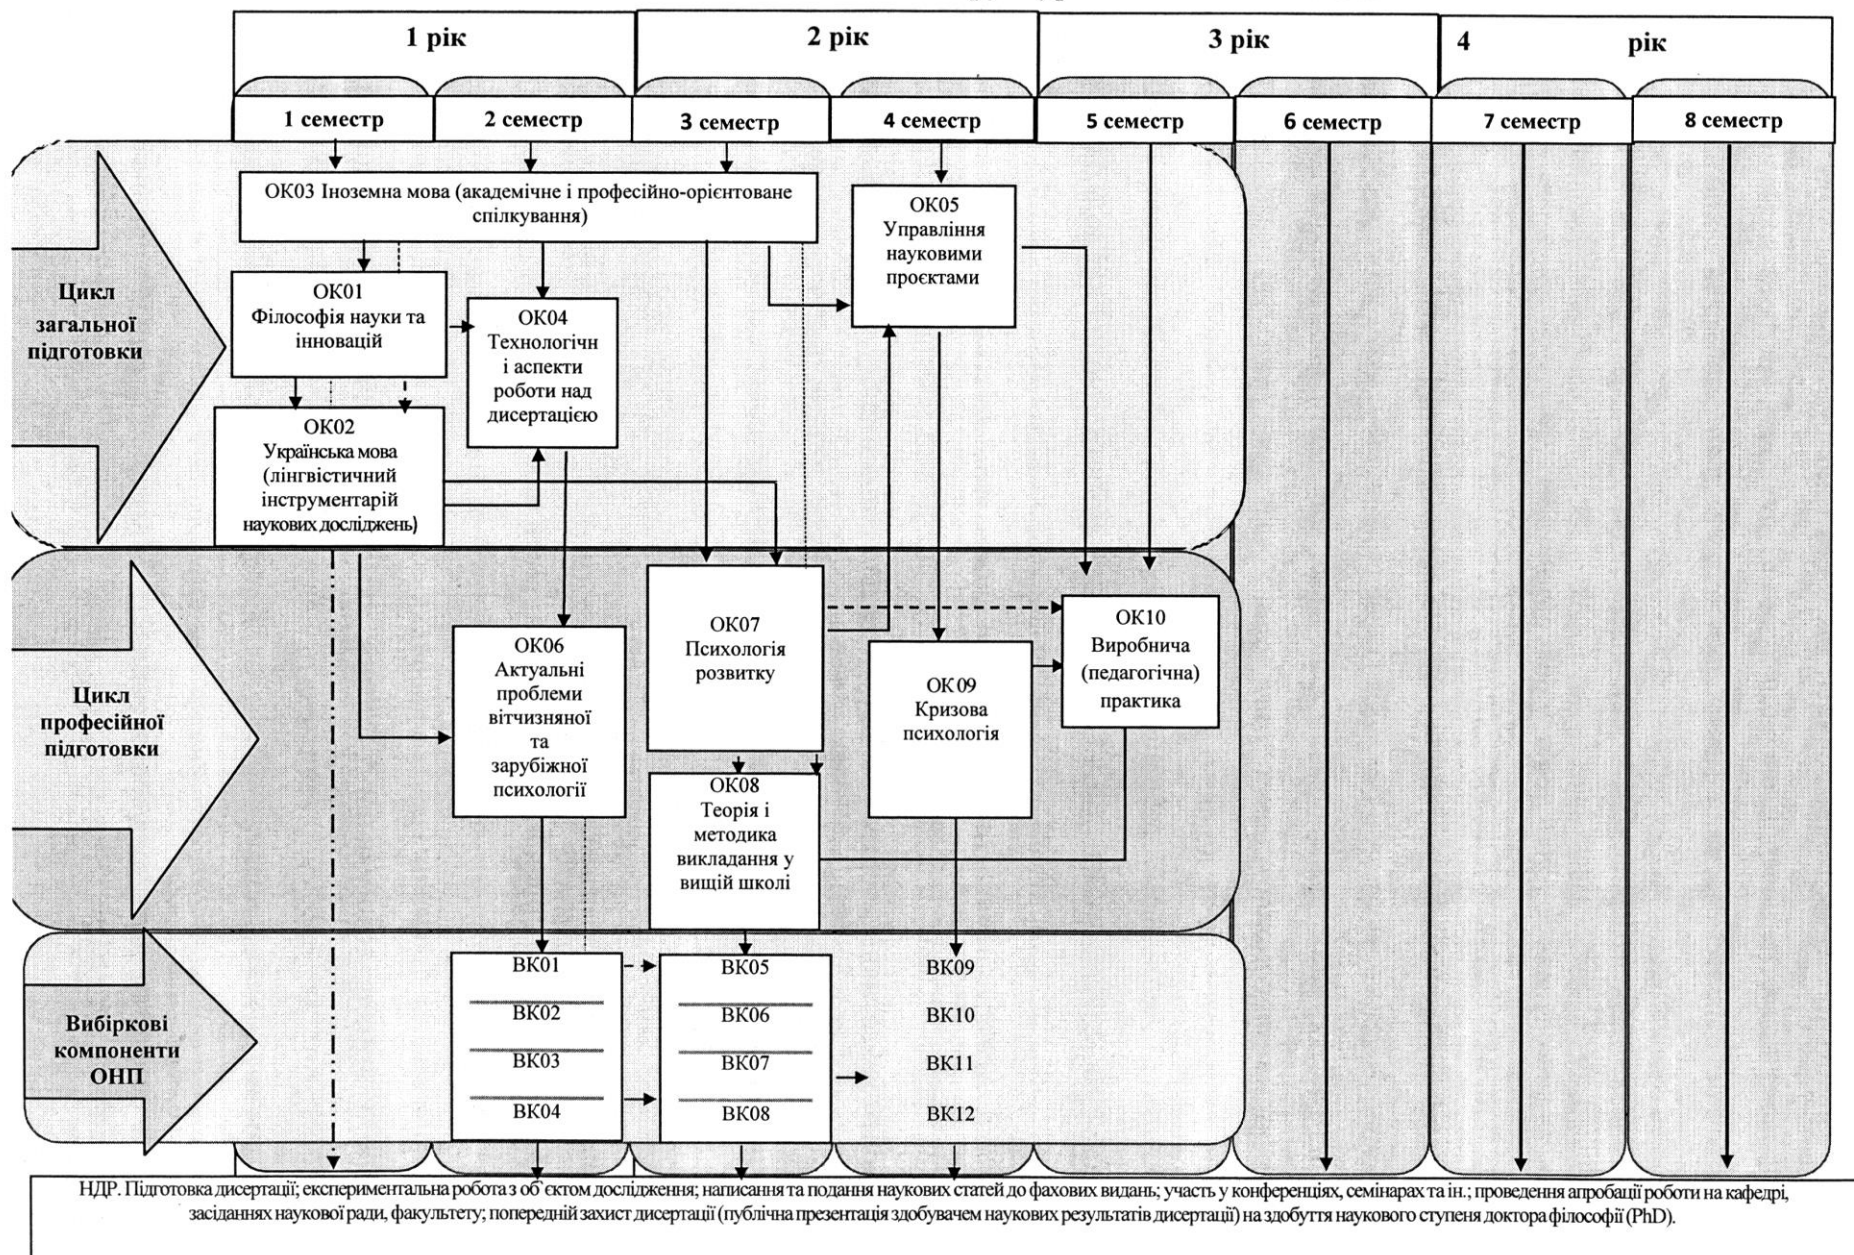 1 рік
2 рік
3 рік
4 рік
1 семестр
2 семестр
3 семестр
4 семестр
5 семестр
6 семестр
7 семестр
8 семестр
Цикл
загальної
підготовки
ОК03 Іноземна мова (академічне і професійно-орієнтоване
спілкування)
ОК05
Управління
науковими
проєктами
ОК01
Філософія науки та
інновацій
ОК04
Технологічн
і аспекти
роботи над
дисертацією
ОК02
Українська мова
(лінгвістичний
інструментарій
наукових досліджень)
Цикл
професійної
підготовки
ОК06
Актуальні
проблеми
вітчизняної
та
зарубіжної
психології
ОК07
Психологія
розвитку
ОК08
Теорія і
методика
викладання у
вищій школі
ОК09
Кризова
психологія
ОК10
Виробнича
(педагогічна)
практика
Вибіркові
компоненти
ОНП
ВК01
ВК02
ВК03
ВК04
ВК05
ВК06
ВК07
ВК08
ВК09
ВК10
ВК11
ВК12
НДР. Підготовка дисертації; експериментальна робота з об`єктом дослідження; написання та подання наукових статей до фахових видань; участь у конференціях, семінарах та ін.; проведення апробації роботи на кафедрі,
засіданнях наукової ради, факультету; попередній захист дисертації (публічна презентація здобувачем наукових результатів дисертації) на здобуття наукового ступеня доктора філософії (PhD).